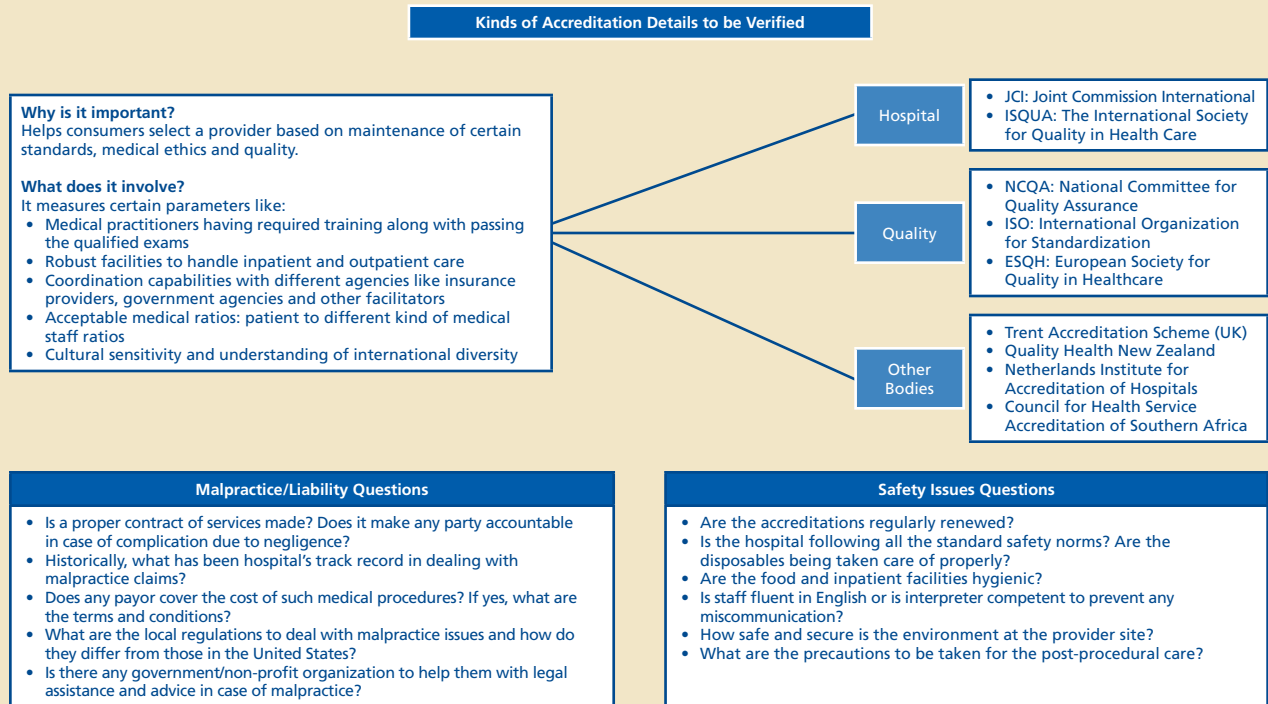 Kinds of Accreditation Details to be Verified
Why is it important?
Helps consumers select a provider based on maintenance of certain
standards, medical ethics and quality.
What does it involve?
It measures certain parameters like:
• Medical practitioners having required training along with passing
the qualified exams
• Robust facilities to handle inpatient and outpatient care
• Coordination capabilities with different agencies like insurance
providers, government agencies and other facilitators
• Acceptable medical ratios: patient to different kind of medical
staff ratios
• Cultural sensitivity and understanding of international diversity
Hospital
• JCI: Joint Commission International
• ISQUA: The International Society
for Quality in Health Care
Quality
• NCQA: National Committee for
Quality Assurance
• ISO: International Organization
for Standardization
• ESQH: European Society for
Quality in Healthcare
Other
Bodies
• Trent Accreditation Scheme (UK)
• Quality Health New Zealand
• Netherlands Institute for
Accreditation of Hospitals
• Council for Health Service
Accreditation of Southern Africa
Malpractice/Liability Questions
• Is a proper contract of services made? Does it make any party accountable
in case of complication due to negligence?
• Historically, what has been hospital's track record in dealing with
malpractice claims?
• Does any payor cover the cost of such medical procedures? If yes, what are
the terms and conditions?
• What are the local regulations to deal with malpractice issues and how do
they differ from those in the United States?
• Is there any government/non-profit organization to help them with legal
assistance and advice in case of malpractice?
Safety Issues Questions
• Are the accreditations regularly renewed?
• Is the hospital following all the standard safety norms? Are the
disposables being taken care of properly?
• Are the food and inpatient facilities hygienic?
• Is staff fluent in English or is interpreter competent to prevent any
miscommunication?
• How safe and secure is the environment at the provider site?
• What are the precautions to be taken for the post-procedural care?